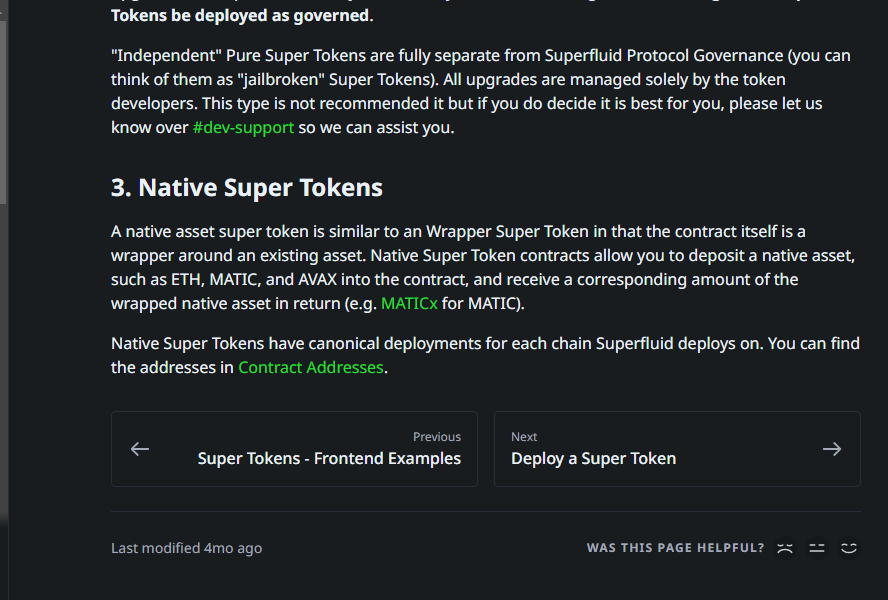 Tokens be deployed as governed.
"Independent" Pure Super Tokens are fully separate from Superfluid Protocol Governance (you can
think of them as "jailbroken" Super Tokens). All upgrades are managed solely by the token
developers. This type is not recommended it but if you do decide it is best for you, please let us
know over #dev-support so we can assist you.
3. Native Super Tokens
A native asset super token is similar to an Wrapper Super Token in that the contract itself is a
wrapper around an existing asset. Native Super Token contracts allow you to deposit a native asset,
such as ETH, MATIC, and AVAX into the contract, and receive a corresponding amount of the
wrapped native asset in return (e.g. MATICx for MATIC).
Native Super Tokens have canonical deployments for each chain Superfluid deploys on. You can find
the addresses in Contract Addresses.
Previous
Super Tokens - Frontend Examples
Next
Deploy a Super Token
Last modified 4mo ago
WAS THIS PAGE HELPFUL?